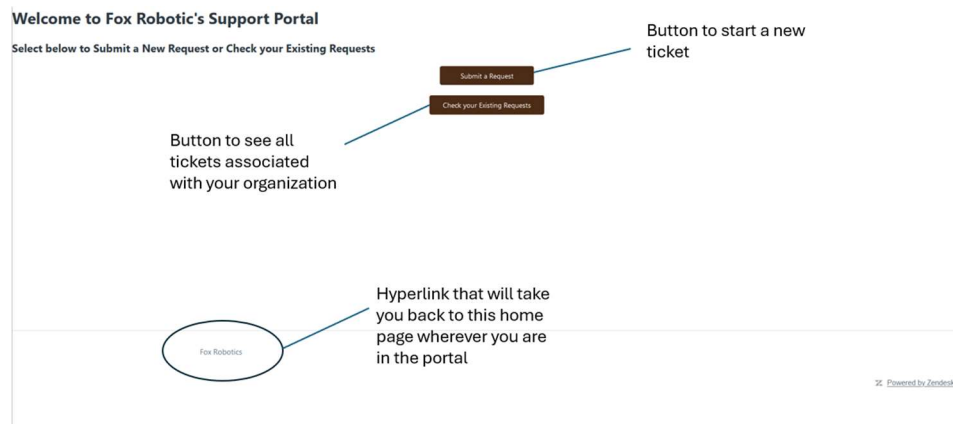 Welcome to Fox Robotic's Support Portal
Select below to Submit a New Request or Check your Existing Requests
Button to start a new
ticket
Submit a Request
Check your Existing Requests
Button to see all
tickets associated
with your organization
Hyperlink that will take
you back to this home
page wherever you are
in the portal
Fox Robotics
Powered by Zendesk